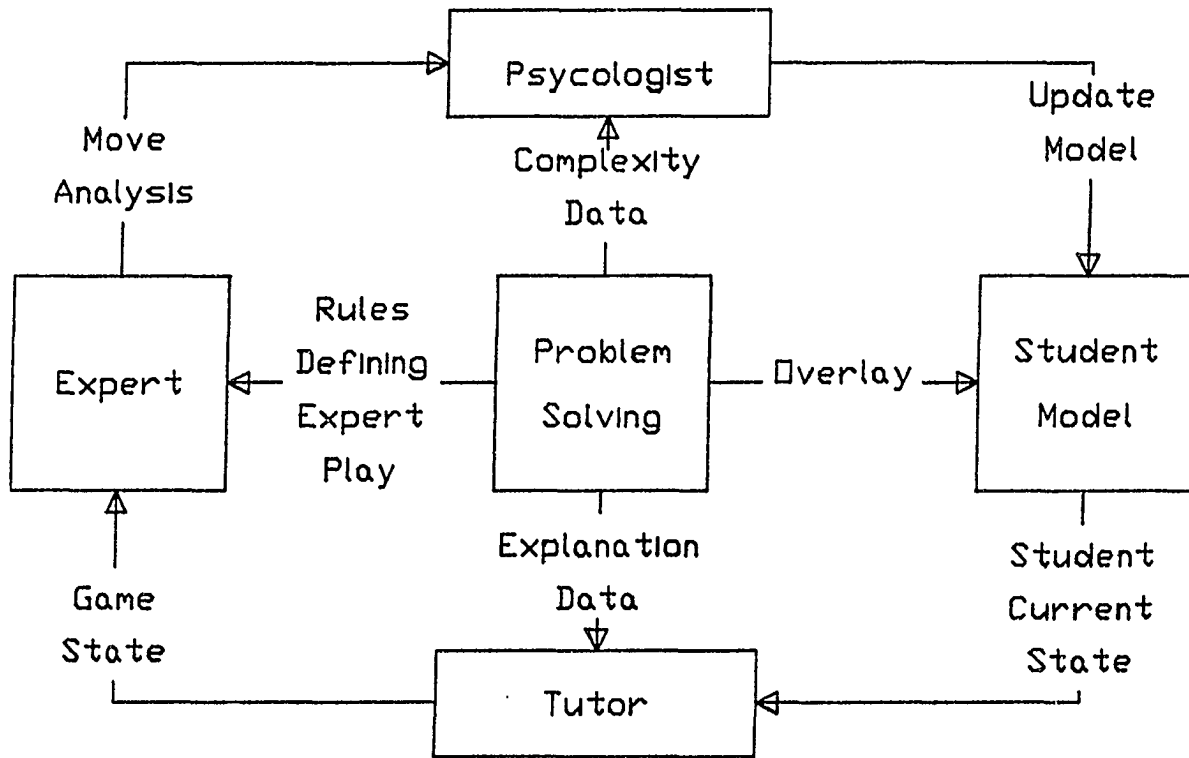 Psycologist
Move
Analysis
Complexity
Data
Update
Model
Expert
Rules
Defining
Expert
Play
Problem
Solving
Overlay
Student
Model
Game
State
Explanation
Data
Student
Current
State
Tutor